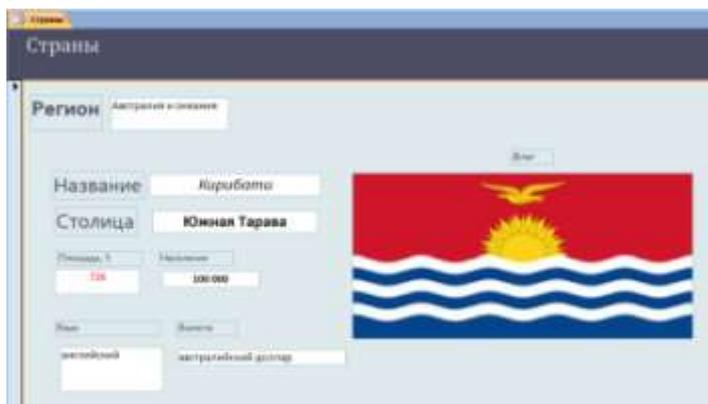 Страны
Страны
Регион
Австралия и океания
Флаг
Название
Кирибати
Столица
Южная Тарава
Площадь, S
Население
726
100 000
Язык
Валюта
английский
австралийский доллар